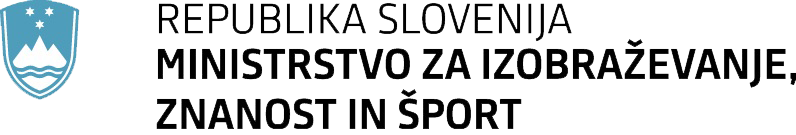 REPUBLIKA SLOVENIJA
MINISTRSTVO ZA IZOBRAŽEVANJE,
ZNANOST IN ŠPORT